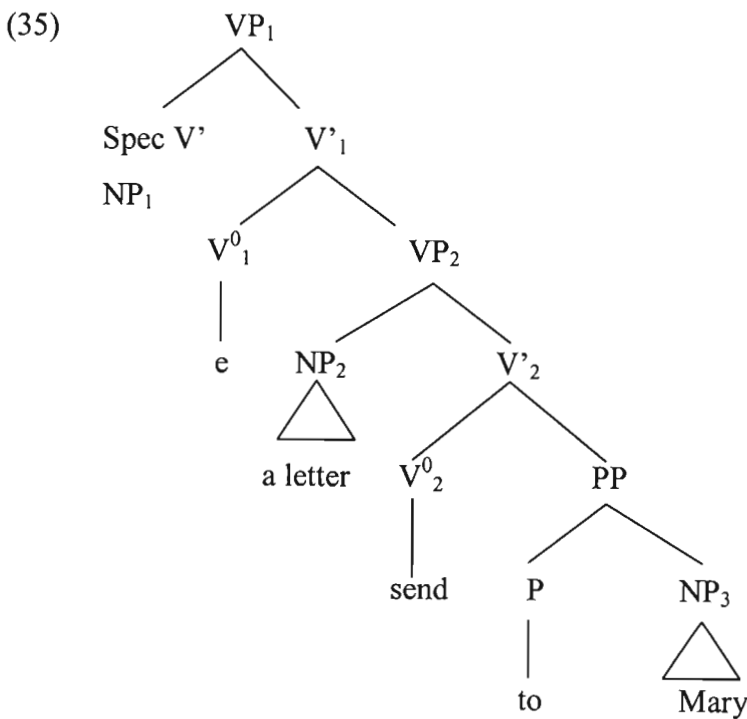 (35) VP₁
Spec V' V'₁
NP₁
V⁰₁ VP₂
e NP₂ V'₂
a letter V⁰₂ PP
send P NP₃
to Mary